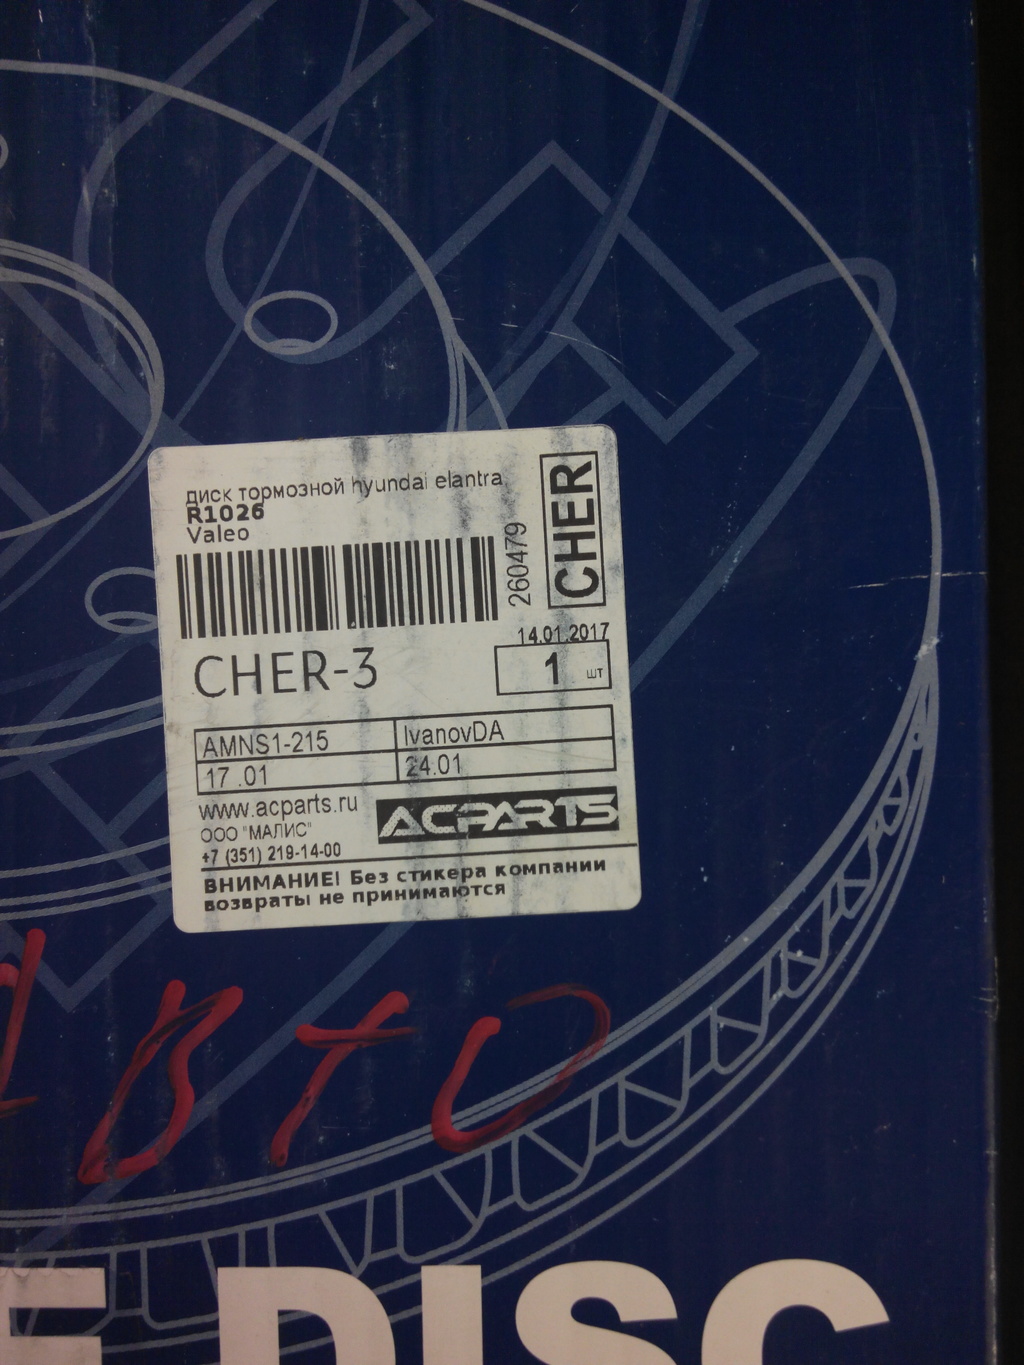 диск тормозной hyundai elantra
R1026
Valeo
260479
CHER
14.01.2017
CHER-3
1 шт
AMNS1-215 IvanovDA
17 .01 24.01
www.acparts.ru
ACPARTS
ООО "МАЛИС"
+7 (351) 219-14-00
ВНИМАНИЕ! Без стикера компании
возвраты не принимаются
АВТО
E DISC